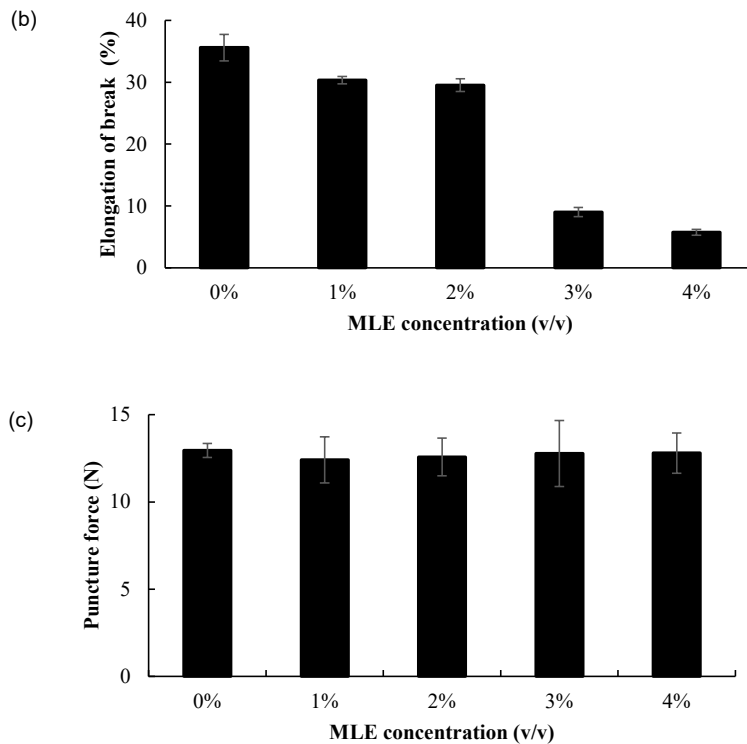 (b)
Elongation of break (%)
40
30
20
10
0
0% 1% 2% 3% 4%
MLE concentration (v/v)
(c)
Puncture force (N)
15
10
5
0
0% 1% 2% 3% 4%
MLE concentration (v/v)